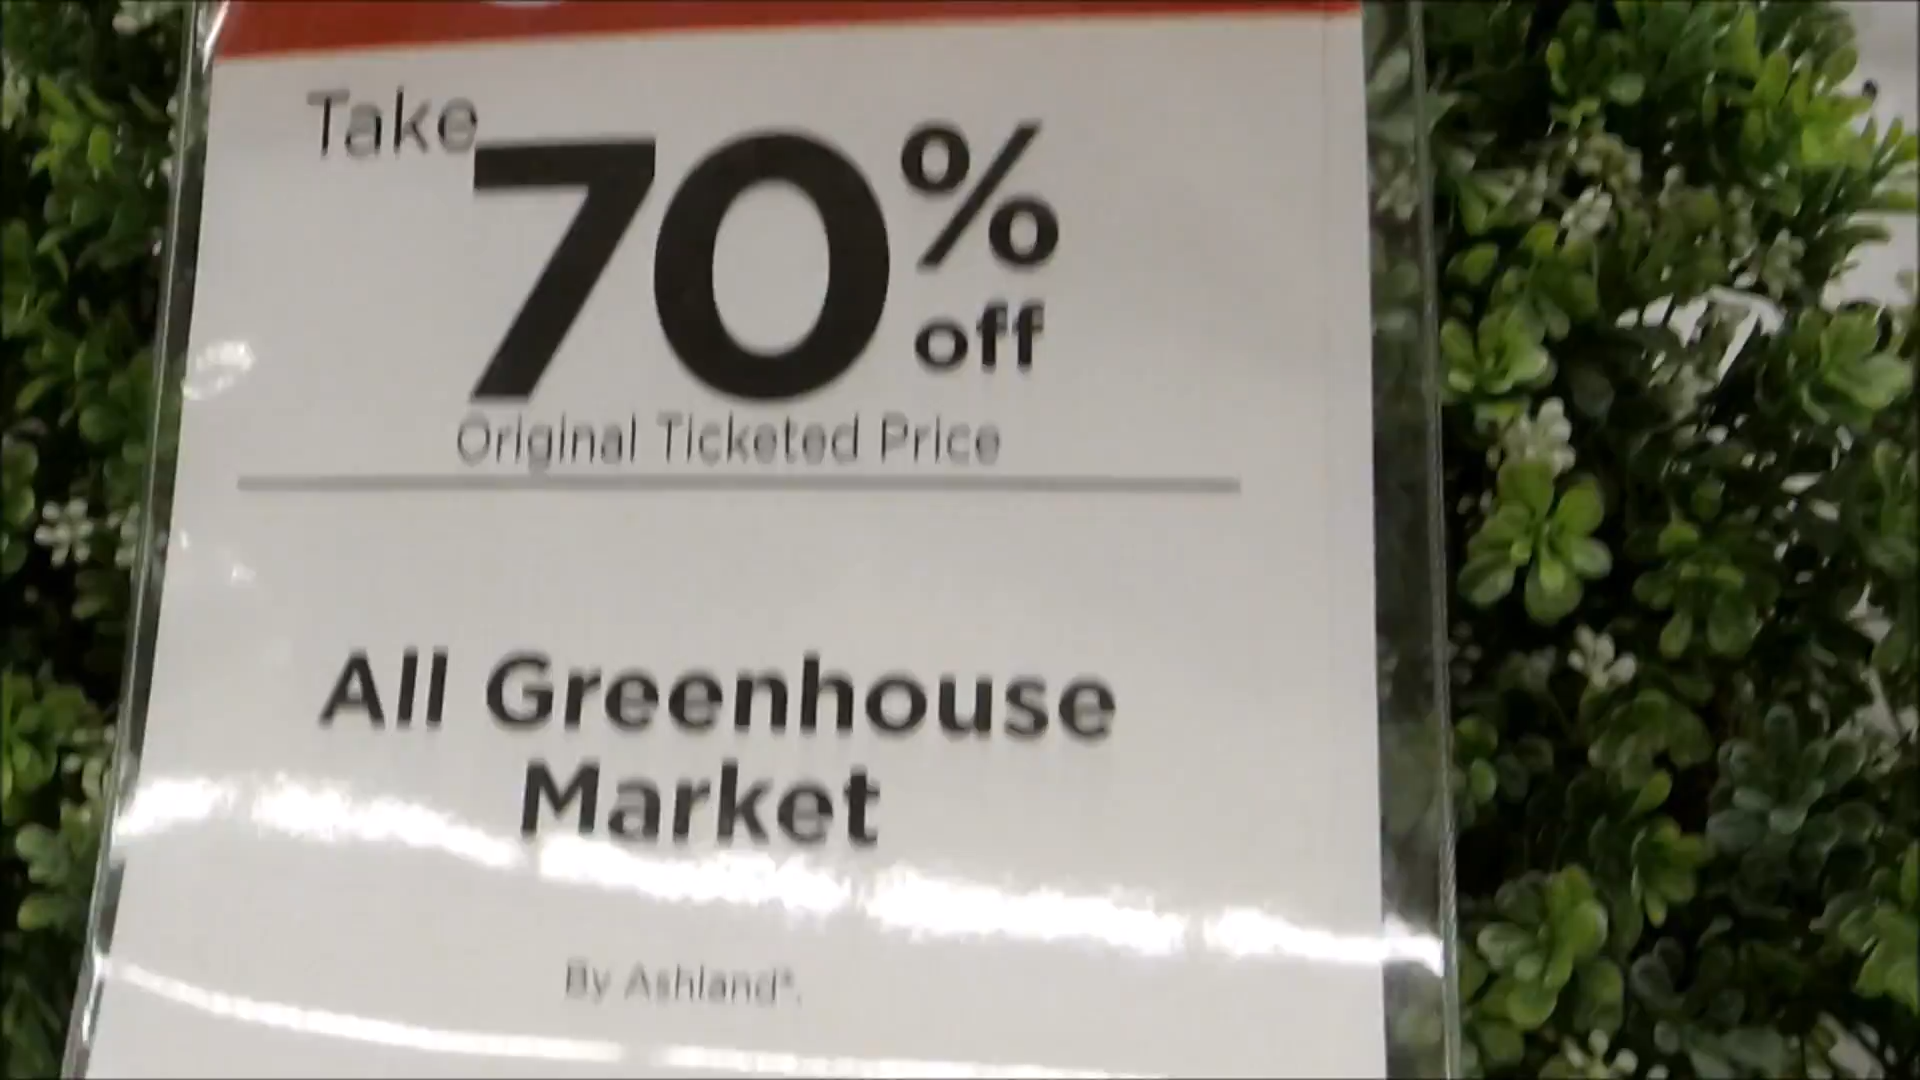 Take
70%
off
Original Ticketed Price
All Greenhouse
Market
By Ashland®.